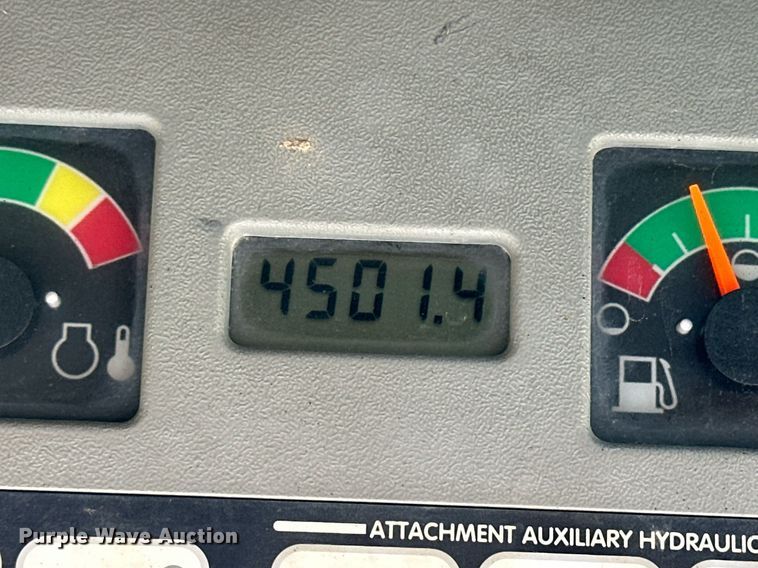 4501.4
ATTACHMENT AUXILIARY HYDRAULIC
Purple Wave Auction